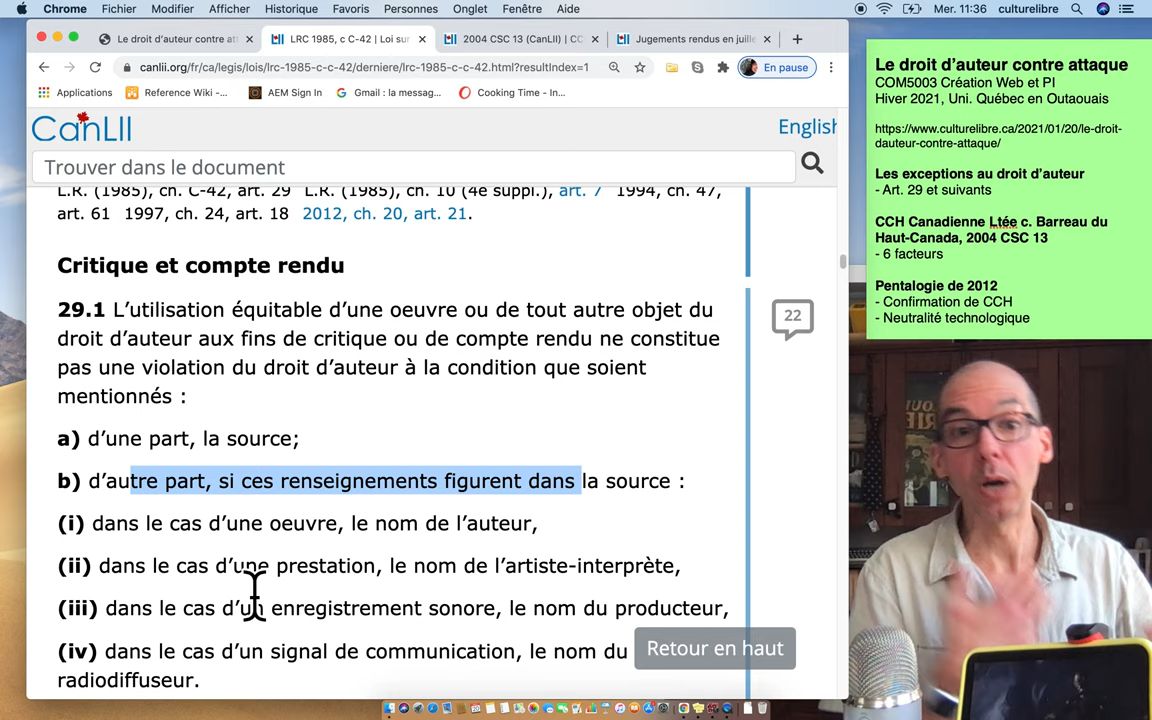 Chrome Fichier Modifier Afficher Historique Favoris Personnes Onglet Fenêtre Aide Mer. 11:36 culturelibre
Le droit d'auteur contre att
LRC 1985, c C-42 | Loi sur
2004 CSC 13 (CanLII) | CC
Jugements rendus en juille
canlii.org/fr/ca/legis/lois/lrc-1985-c-c-42/derniere/lrc-1985-c-c-42.html?resultIndex=1
En pause
Applications Reference Wiki -... AEM Sign In Gmail : la messag... Cooking Time - In...
CanLII
English
Trouver dans le document
L.R. (1985), ch. C-42, art. 29 L.R. (1985), ch. 10 (4e suppl.), art. 7 1994, ch. 47,
art. 61 1997, ch. 24, art. 18 2012, ch. 20, art. 21.
Critique et compte rendu
29.1 L'utilisation équitable d'une oeuvre ou de tout autre objet du
droit d'auteur aux fins de critique ou de compte rendu ne constitue
pas une violation du droit d'auteur à la condition que soient
mentionnés :
22
a) d'une part, la source;
b) d'autre part, si ces renseignements figurent dans la source :
(i) dans le cas d'une oeuvre, le nom de l'auteur,
(ii) dans le cas d'une prestation, le nom de l'artiste-interprète,
(iii) dans le cas d'un enregistrement sonore, le nom du producteur,
(iv) dans le cas d'un signal de communication, le nom du
radiodiffuseur.
Retour en haut
Le droit d'auteur contre attaque
COM5003 Création Web et PI
Hiver 2021, Uni. Québec en Outaouais
https://www.culturelibre.ca/2021/01/20/le-droit-
dauteur-contre-attaque/
Les exceptions au droit d'auteur
- Art. 29 et suivants
CCH Canadienne Ltée c. Barreau du
Haut-Canada, 2004 CSC 13
- 6 facteurs
Pentalogie de 2012
- Confirmation de CCH
- Neutralité technologique